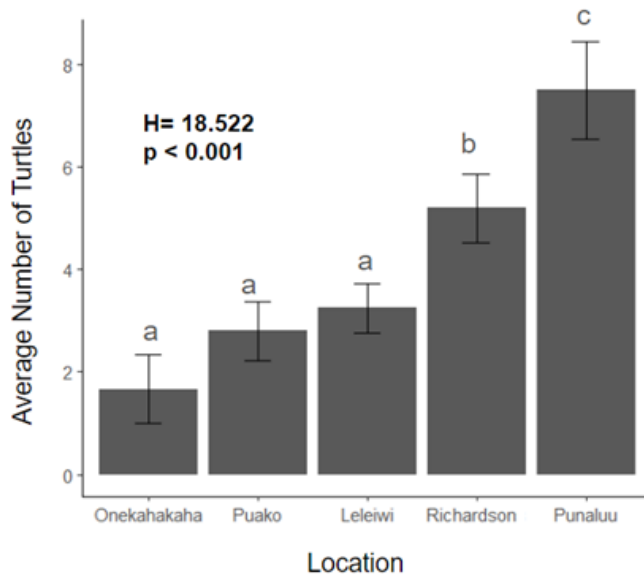 c
8
H= 18.522
p < 0.001
b
6
a
a
a
4
2
0
Average Number of Turtles
Onekahakaha Puako Leleiwi Richardson Punaluu
Location